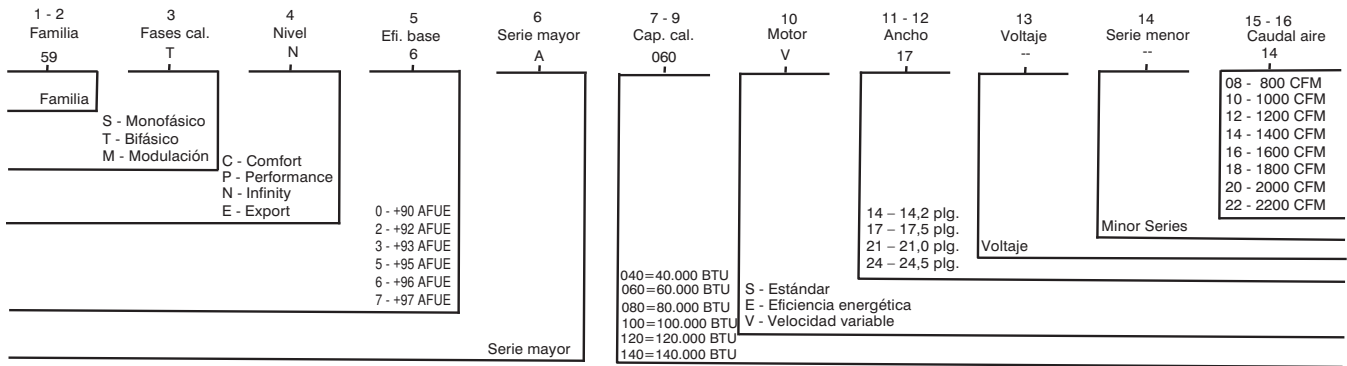 1 - 2 3 4 5 6 7 - 9 10 11 - 12 13 14 15 - 16
Familia Fases cal. Nivel Efi. base Serie mayor Cap. cal. Motor Ancho Voltaje Serie menor Caudal aire
59 T N 6 A 060 V 17 -- -- 14
Familia
S - Monofásico
T - Bifásico
M - Modulación
C - Comfort
P - Performance
N - Infinity
E - Export
0 - +90 AFUE
2 - +92 AFUE
3 - +93 AFUE
5 - +95 AFUE
6 - +96 AFUE
7 - +97 AFUE
Serie mayor
040=40.000 BTU
060=60.000 BTU
080=80.000 BTU
100=100.000 BTU
120=120.000 BTU
140=140.000 BTU
S - Estándar
E - Eficiencia energética
V - Velocidad variable
14 – 14,2 plg.
17 – 17,5 plg.
21 – 21,0 plg.
24 – 24,5 plg.
Voltaje
Minor Series
08 - 800 CFM
10 - 1000 CFM
12 - 1200 CFM
14 - 1400 CFM
16 - 1600 CFM
18 - 1800 CFM
20 - 2000 CFM
22 - 2200 CFM